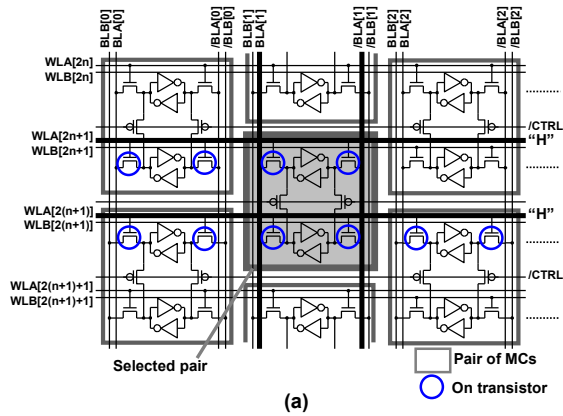 BLB[0]
BLA[0]
/BLA[0]
/BLB[0]
BLB[1]
BLA[1]
/BLA[1]
/BLB[1]
BLB[2]
BLA[2]
/BLA[2]
/BLB[2]
WLA[2n]
WLB[2n]
/CTRL
WLA[2n+1]
“H”
WLB[2n+1]
WLA[2(n+1)]
“H”
WLB[2(n+1)]
/CTRL
WLA[2(n+1)+1]
WLB[2(n+1)+1]
Selected pair
Pair of MCs
On transistor
(a)